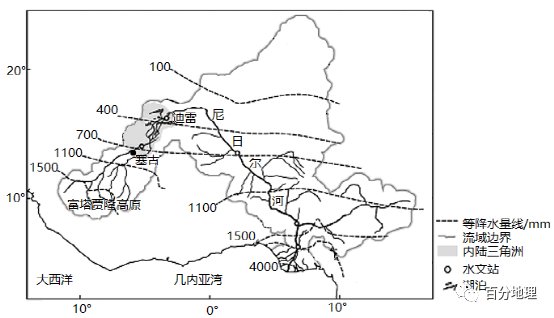 20°
100
400
迪雷
尼
日
尔
河
700
塞古
1100
1500
富塔贾隆高原
10°
1100
1500
4000
大西洋
几内亚湾
等降水量线/mm
流域边界
内陆三角洲
水文站
湖泊
百分地理
10°
0°
10°